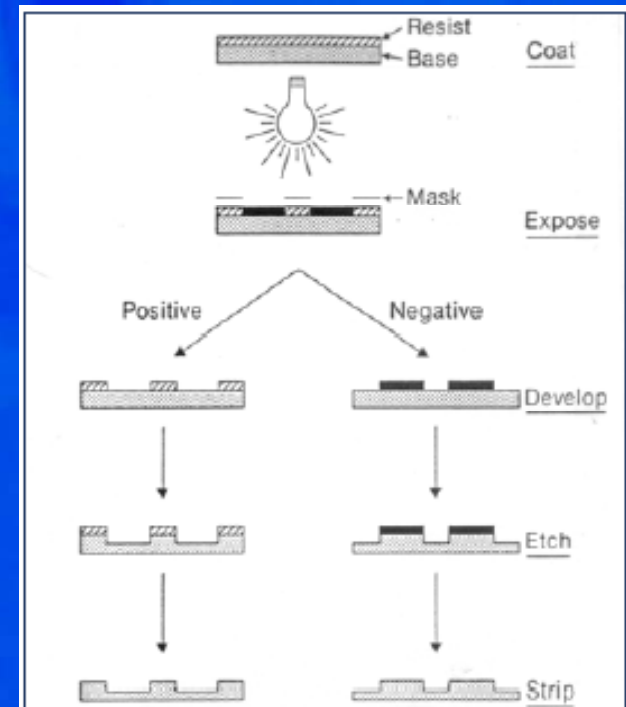 Resist
Base
Coat
Mask
Expose
Positive
Negative
Develop
Etch
Strip